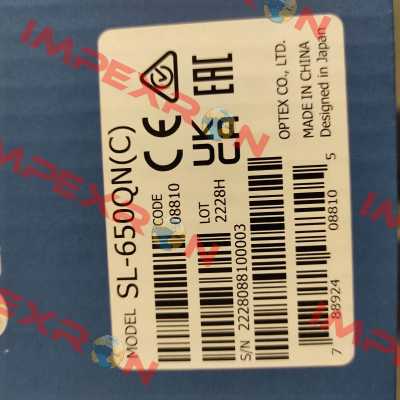 MODEL SL-650QN(C)
CODE
08810
LOT
2228H
S/N 2228088100003
CE
UK
CA
EAC
OPTEX CO., LTD.
MADE IN CHINA
Designed in Japan
7 88924 08810 5
IMPEXRON
IMPEXRON
IMPEXRON